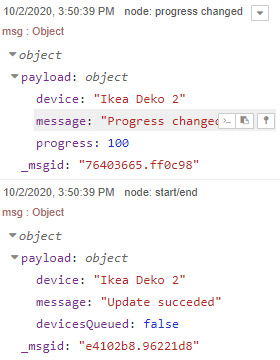 10/2/2020, 3:50:39 PM node: progress changed
msg : Object
object
payload: object
device: "Ikea Deko 2"
message: "Progress changed
progress: 100
_msgid: "76403665.ff0c98"
10/2/2020, 3:50:39 PM node: start/end
msg : Object
object
payload: object
device: "Ikea Deko 2"
message: "Update succeded"
devicesQueued: false
_msgid: "e4102b8.96221d8"